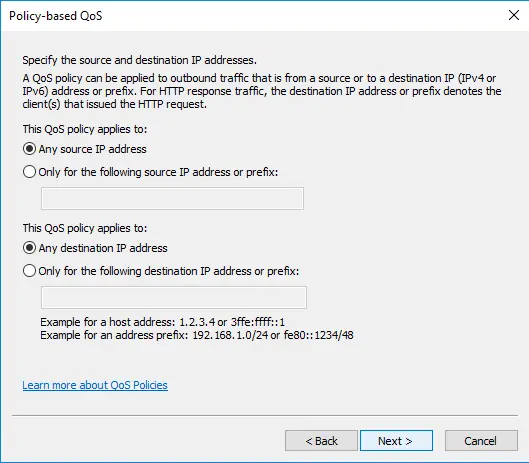 Policy-based QoS
Specify the source and destination IP addresses.
A QoS policy can be applied to outbound traffic that is from a source or to a destination IP (IPv4 or
IPv6) address or prefix. For HTTP response traffic, the destination IP address or prefix denotes the
client(s) that issued the HTTP request.
This QoS policy applies to:
Any source IP address
Only for the following source IP address or prefix:
This QoS policy applies to:
Any destination IP address
Only for the following destination IP address or prefix:
Example for a host address: 1.2.3.4 or 3ffe:ffff::1
Example for an address prefix: 192.168.1.0/24 or fe80::1234/48
Learn more about QoS Policies
< Back
Next >
Cancel